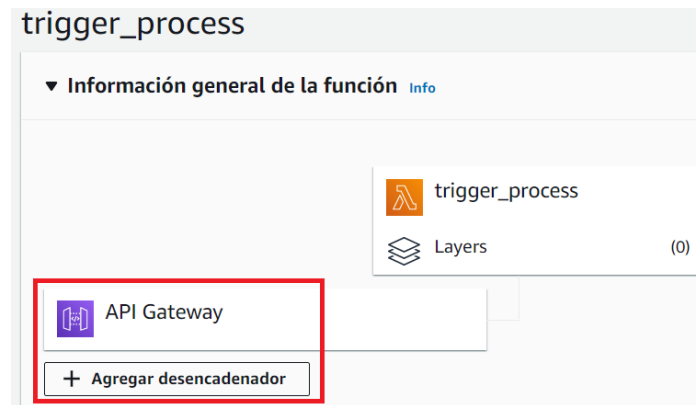 trigger_process
Información general de la función Info
trigger_process
Layers (0)
API Gateway
+ Agregar desencadenador